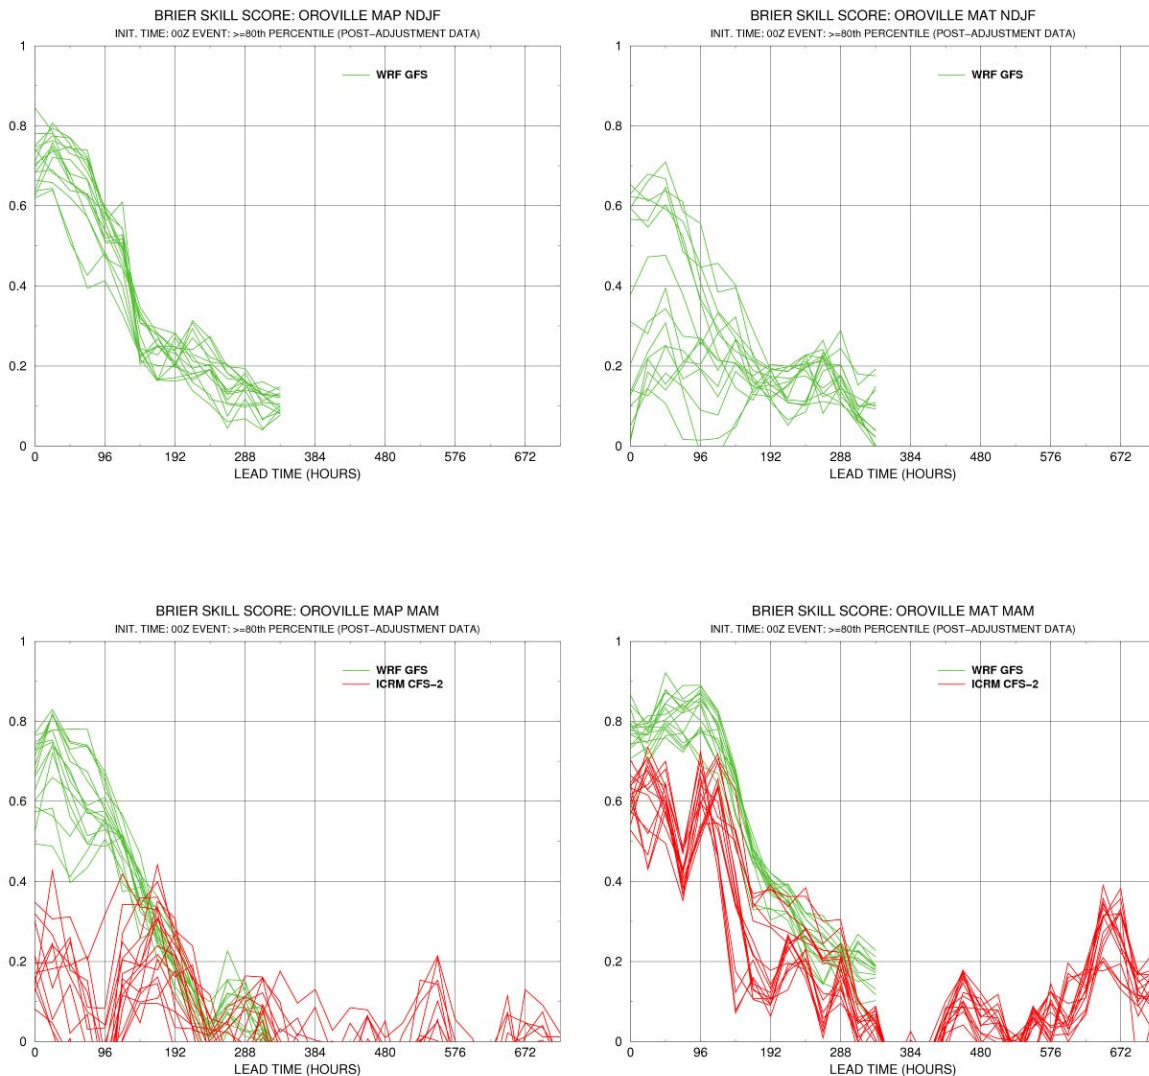 BRIER SKILL SCORE: OROVILLE MAP NDJF
INIT. TIME: 00Z EVENT: >=80th PERCENTILE (POST-ADJUSTMENT DATA)
WRF GFS
1
0.8
0.6
0.4
0.2
0
0 96 192 288 384 480 576 672
LEAD TIME (HOURS)
BRIER SKILL SCORE: OROVILLE MAT NDJF
INIT. TIME: 00Z EVENT: >=80th PERCENTILE (POST-ADJUSTMENT DATA)
WRF GFS
1
0.8
0.6
0.4
0.2
0
0 96 192 288 384 480 576 672
LEAD TIME (HOURS)
BRIER SKILL SCORE: OROVILLE MAP MAM
INIT. TIME: 00Z EVENT: >=80th PERCENTILE (POST-ADJUSTMENT DATA)
WRF GFS
ICRM CFS-2
1
0.8
0.6
0.4
0.2
0
0 96 192 288 384 480 576 672
LEAD TIME (HOURS)
BRIER SKILL SCORE: OROVILLE MAT MAM
INIT. TIME: 00Z EVENT: >=80th PERCENTILE (POST-ADJUSTMENT DATA)
WRF GFS
ICRM CFS-2
1
0.8
0.6
0.4
0.2
0
0 96 192 288 384 480 576 672
LEAD TIME (HOURS)